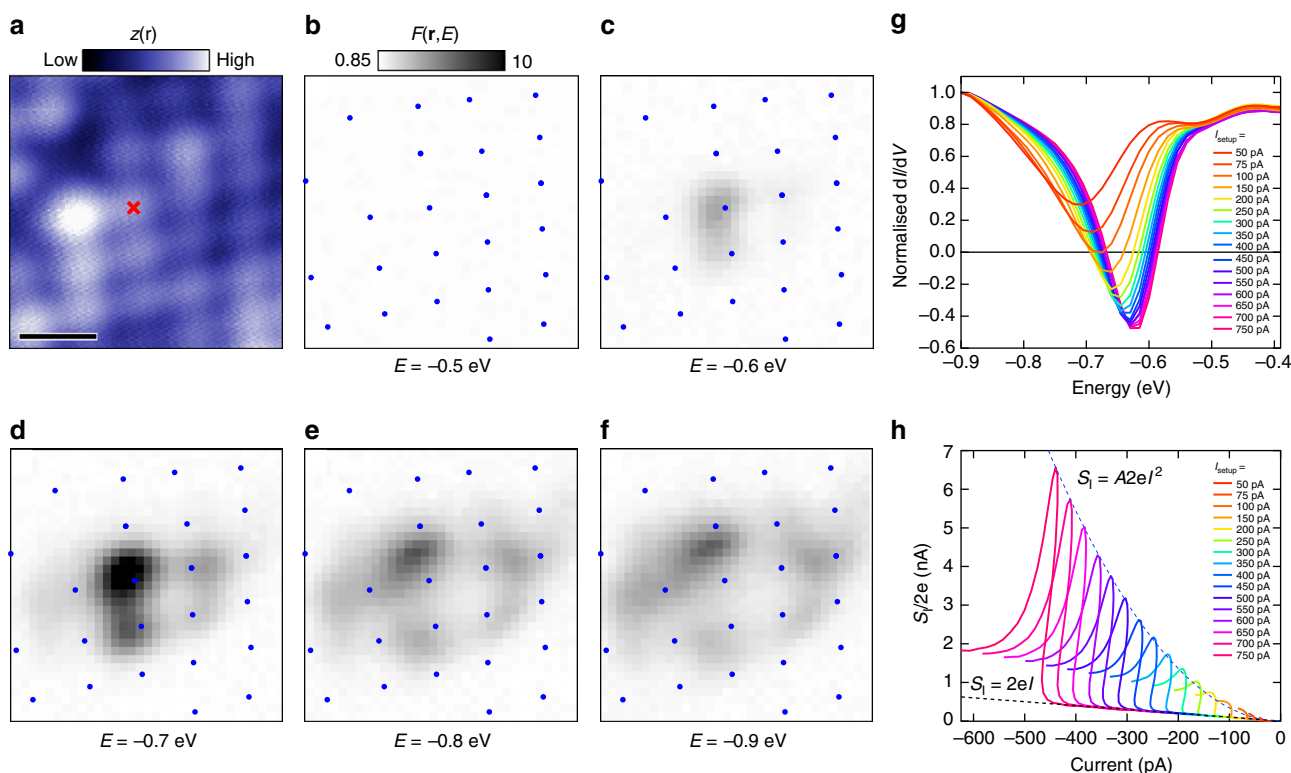 a
z(r)
Low
High
b
F(r,E)
0.85
10
E = –0.5 eV
c
E = –0.6 eV
g
Normalised dI/dV
1.0
0.8
0.6
0.4
0.2
0.0
–0.2
–0.4
–0.6
–0.9
–0.8
–0.7
–0.6
–0.5
–0.4
Energy (eV)
Isetup =
50 pA
75 pA
100 pA
150 pA
200 pA
250 pA
300 pA
350 pA
400 pA
450 pA
500 pA
550 pA
600 pA
650 pA
700 pA
750 pA
d
E = –0.7 eV
e
E = –0.8 eV
f
E = –0.9 eV
h
SI/2e (nA)
7
6
5
4
3
2
1
0
SI = A2eI2
SI = 2eI
Isetup =
50 pA
75 pA
100 pA
150 pA
200 pA
250 pA
300 pA
350 pA
400 pA
450 pA
500 pA
550 pA
600 pA
650 pA
700 pA
750 pA
–600
–500
–400
–300
–200
–100
0
Current (pA)